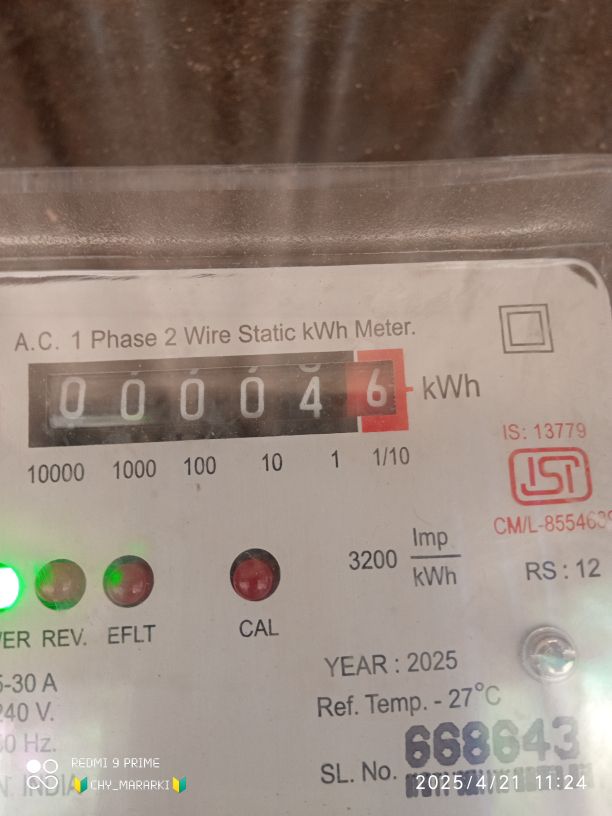 A.C. 1 Phase 2 Wire Static kWh Meter.
0 0 0 0 4 6 kWh
10000 1000 100 10 1 1/10
IS: 13779
ISI
CM/L-855463
3200 Imp/kWh
RS : 12
REV. EFLT CAL
-30 A
YEAR : 2025
240 V.
Ref. Temp. - 27°C
Hz.
668643
SL. No.
INDIA
REDMI 9 PRIME
CHY_MARARKI
2025/4/21 11:24